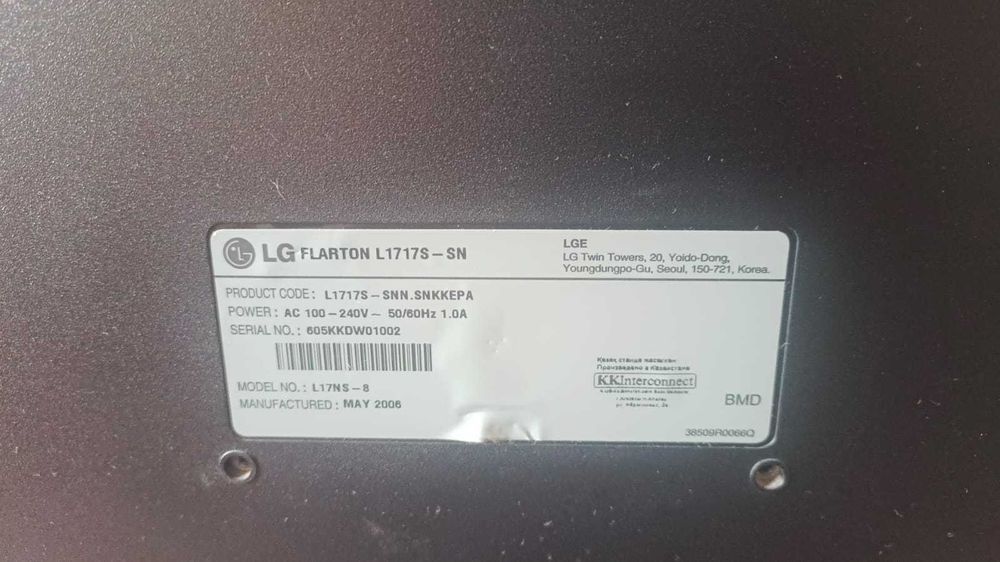 LG FLARTON L1717S-SN
LGE
LG Twin Towers, 20, Yoido-Dong,
Youngdungpo-Gu, Seoul, 150-721, Korea.
PRODUCT CODE: L1717S-SNN.SNKKEPA
POWER: AC 100-240V~ 50/60Hz 1.0A
SERIAL NO.: 605KKDW01002
MODEL NO.: L17NS-8
MANUFACTURED: MAY 2006
Произведено в Казахстане
KKInterconnect
BMD
38509R0066Q